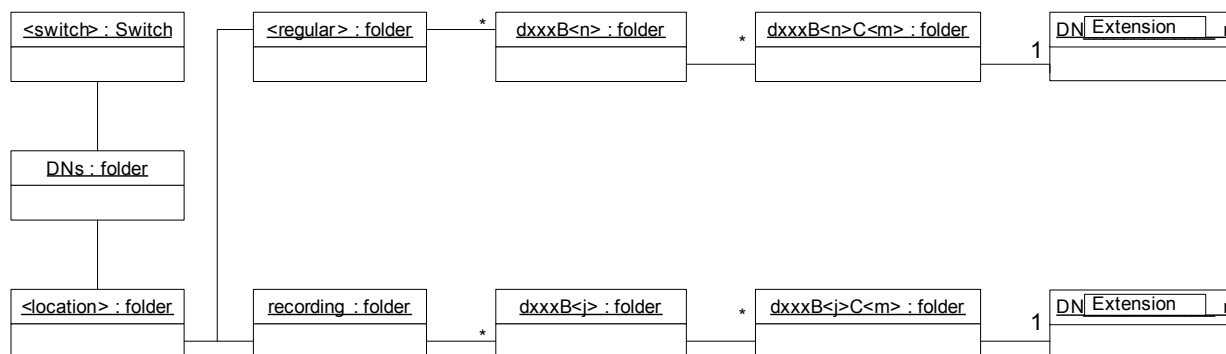 <switch> : Switch
<regular> : folder
*
dxxxB<n> : folder
*
dxxxB<n>C<m> : folder
1
DN Extension
DNs : folder
<location> : folder
recording : folder
*
dxxxB<j> : folder
*
dxxxB<j>C<m> : folder
1
DN Extension